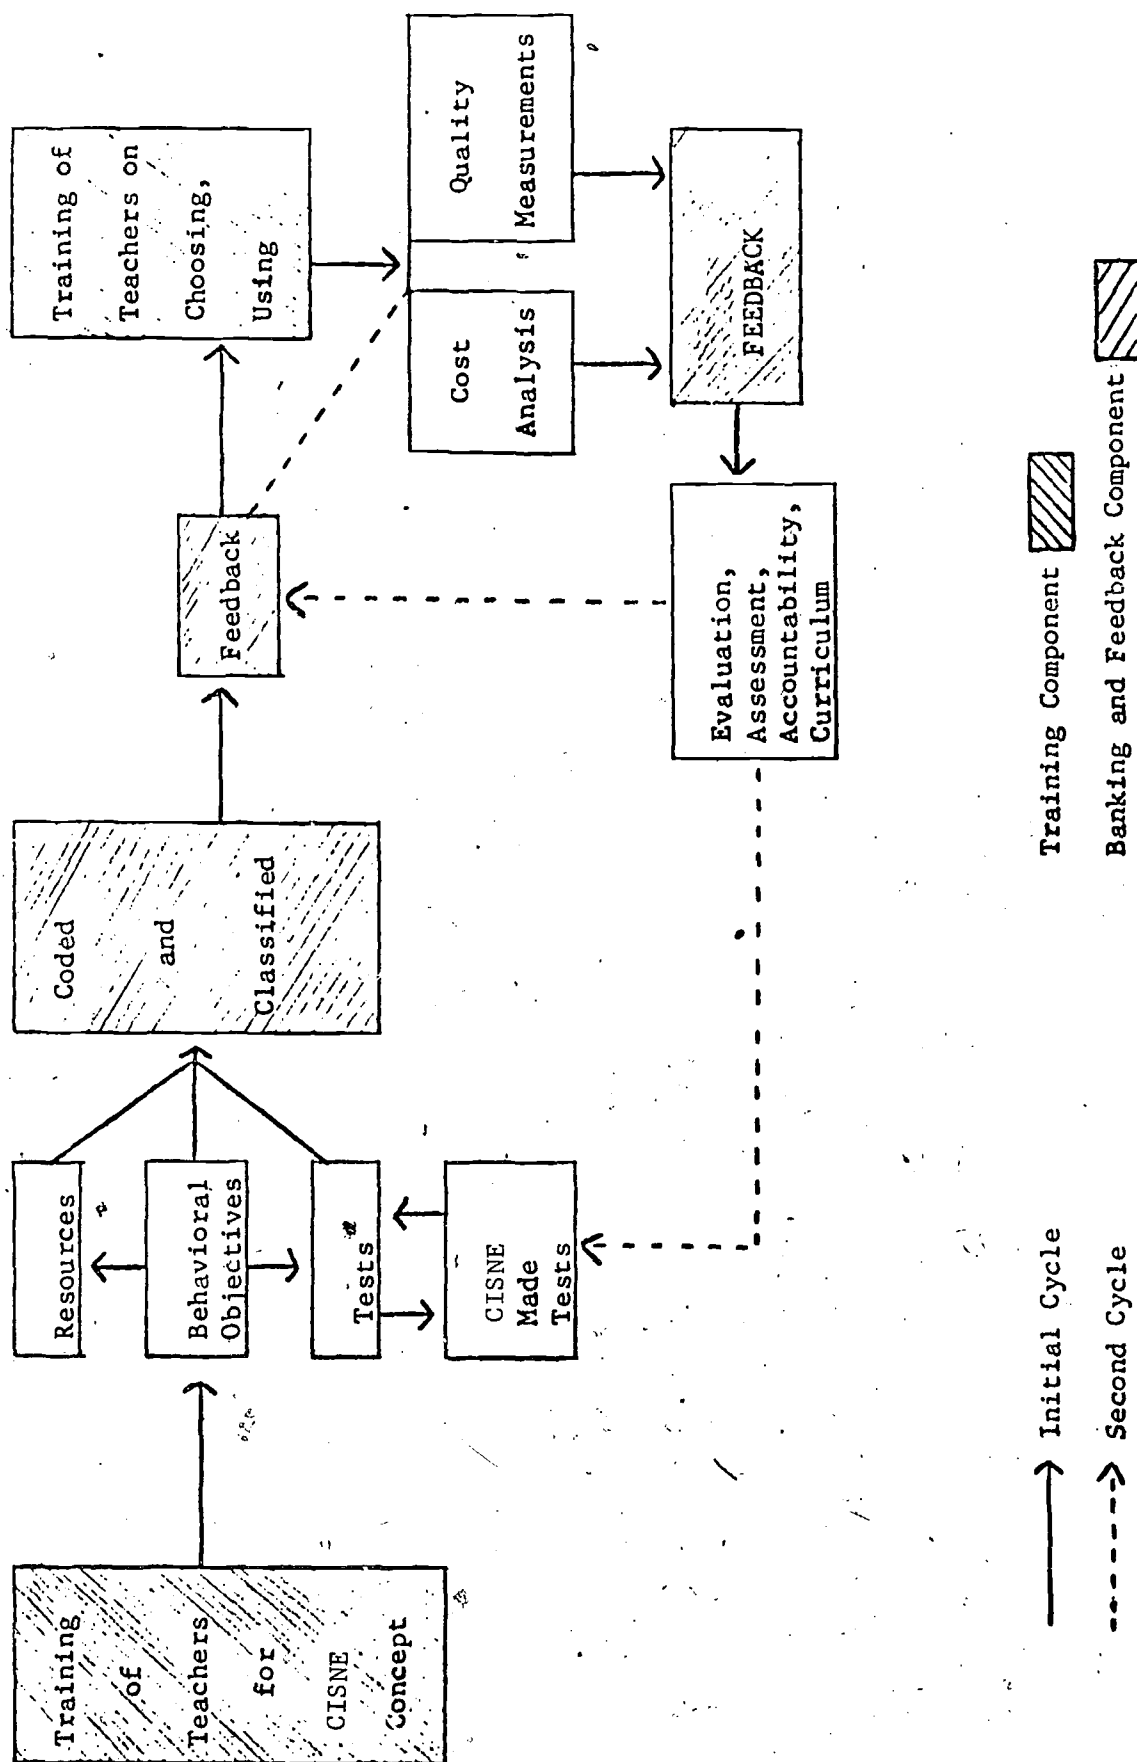 Training
of
Teachers
for
CISNE
Concept
Resources
Behavioral
Objectives
Tests
CISNE
Made
Tests
Coded
and
Classified
Feedback
Training of
Teachers on
Choosing,
Using
Cost
Analysis
Quality
Measurements
FEEDBACK
Evaluation,
Assessment,
Accountability,
Curriculum
Initial Cycle
Second Cycle
Training Component
Banking and Feedback Component